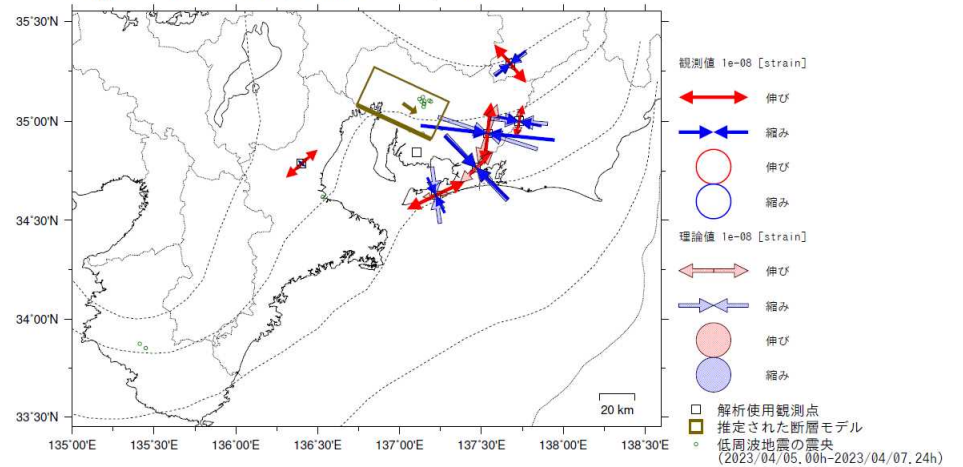 35°30'N
35°00'N
34°30'N
34°00'N
33°30'N
135°00'E
135°30'E
136°00'E
136°30'E
137°00'E
137°30'E
138°00'E
138°30'E
20 km
観測値 1e-08 [strain]
伸び
縮み
伸び
縮み
理論値 1e-08 [strain]
伸び
縮み
伸び
縮み
解析使用観測点
推定された断層モデル
低周波地震の震央
(2023/04/05.00h-2023/04/07.24h)